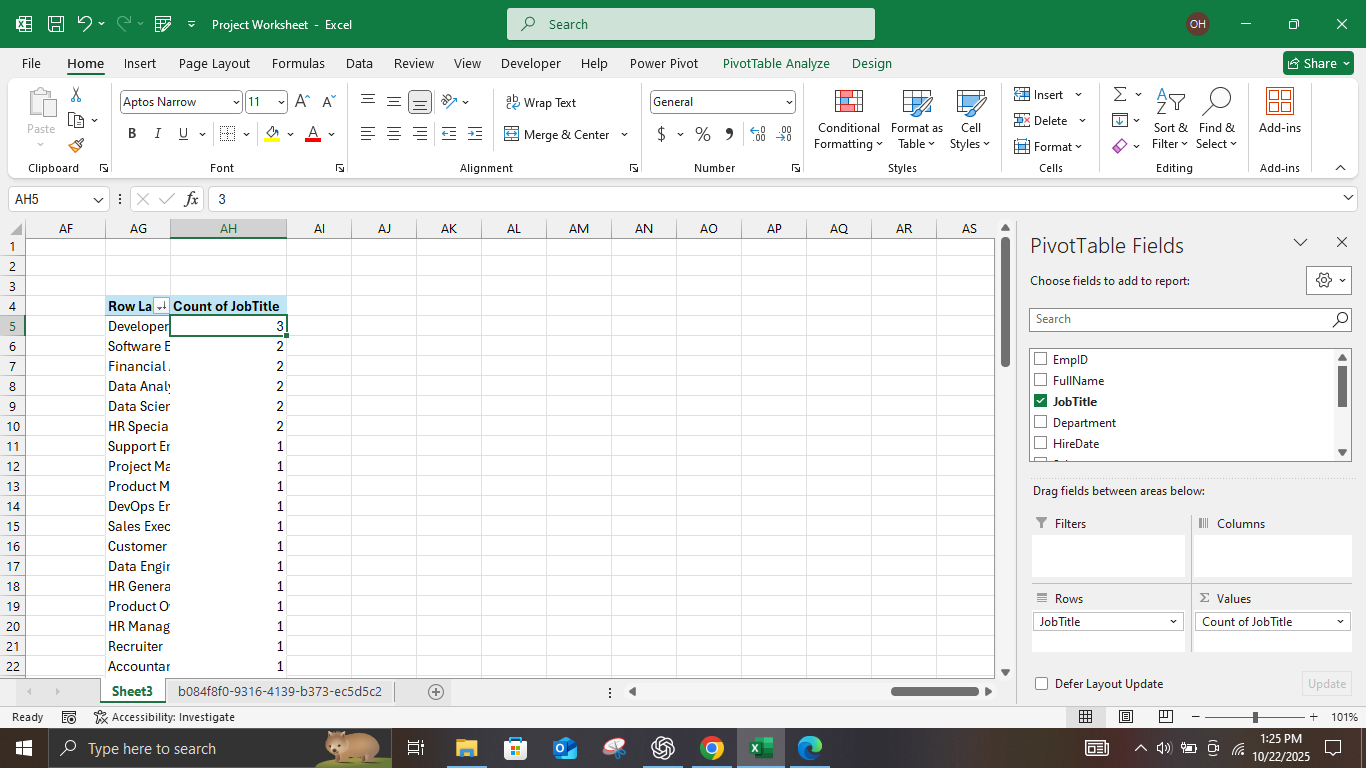 Project Worksheet - Excel
Search
OH
File Home Insert Page Layout Formulas Data Review View Developer Help Power Pivot PivotTable Analyze Design Share
Paste
Aptos Narrow 11
B I U
Wrap Text
Merge & Center
General
$ % 9
Conditional Formatting
Format as Table
Cell Styles
Insert
Delete
Format
Sort & Filter
Find & Select
Add-ins
Clipboard Font Alignment Number Styles Cells Editing Add-ins
AH5 fx 3
AF AG AH AI AJ AK AL AM AN AO AP AQ AR AS
1
2
3
4 Row La Count of JobTitle
5 Developer 3
6 Software E 2
7 Financial 2
8 Data Analy 2
9 Data Scien 2
10 HR Specia 2
11 Support En 1
12 Project Ma 1
13 Product M 1
14 DevOps En 1
15 Sales Exec 1
16 Customer 1
17 Data Engin 1
18 HR Genera 1
19 Product Ow 1
20 HR Manag 1
21 Recruiter 1
22 Accountan 1
PivotTable Fields
Choose fields to add to report:
Search
EmpID
FullName
JobTitle
Department
HireDate
Drag fields between areas below:
Filters
Columns
Rows
JobTitle
Values
Count of JobTitle
Defer Layout Update
Update
Sheet3 b084f8f0-9316-4139-b373-ec5d5c2
Ready Accessibility: Investigate 101%
Type here to search
1:25 PM
10/22/2025